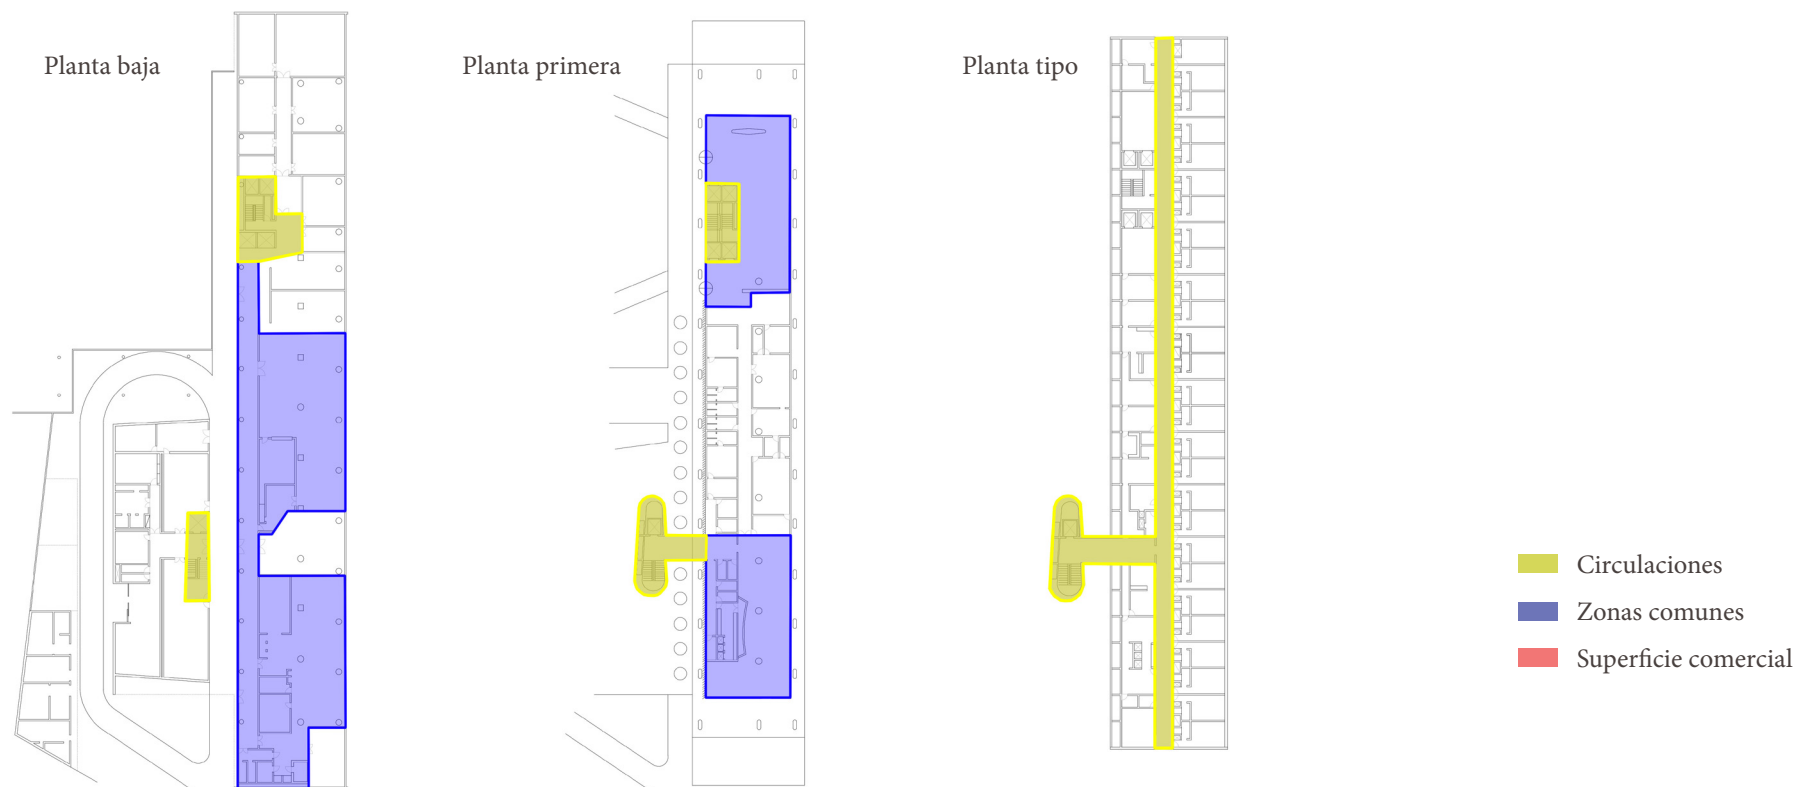 Planta baja
Planta primera
Planta tipo
Circulaciones
Zonas comunes
Superficie comercial